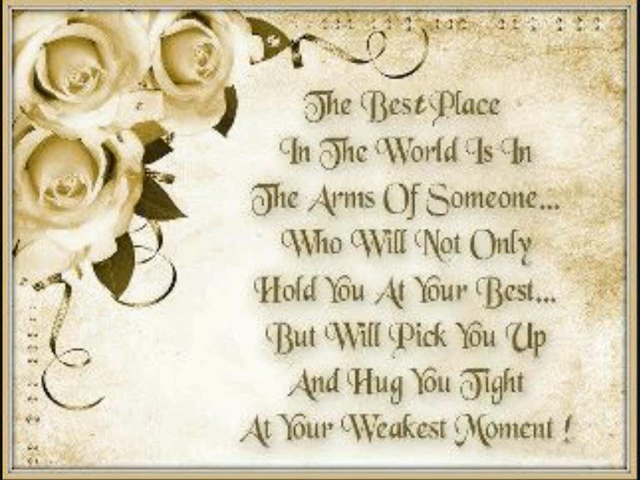 The Best Place
In The World Is In
The Arms Of Someone...
Who Will Not Only
Hold You At Your Best...
But Will Pick You Up
And Hug You Tight
At Your Weakest Moment !